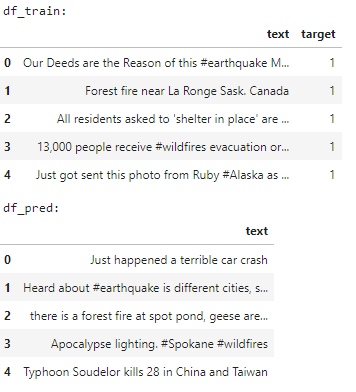 df_train:
text target
0 Our Deeds are the Reason of this #earthquake M... 1
1 Forest fire near La Ronge Sask. Canada 1
2 All residents asked to 'shelter in place' are ... 1
3 13,000 people receive #wildfires evacuation or... 1
4 Just got sent this photo from Ruby #Alaska as ... 1
df_pred:
text
0 Just happened a terrible car crash
1 Heard about #earthquake is different cities, s...
2 there is a forest fire at spot pond, geese are...
3 Apocalypse lighting. #Spokane #wildfires
4 Typhoon Soudelor kills 28 in China and Taiwan